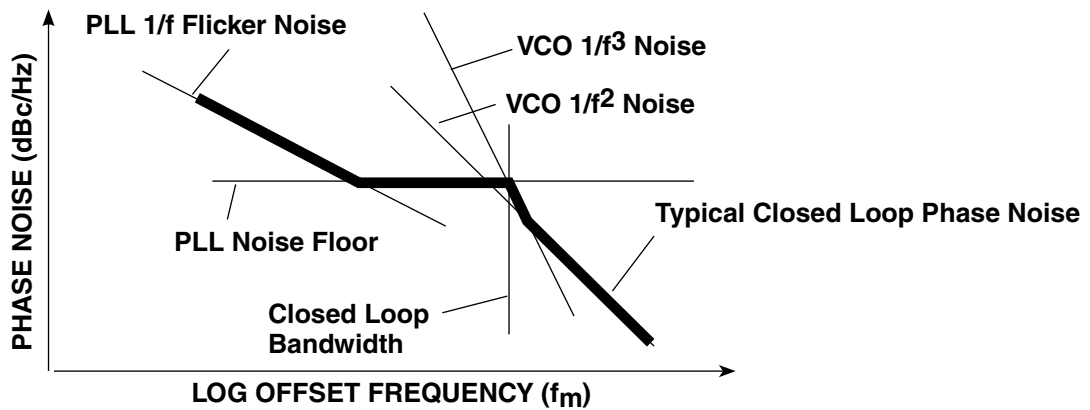 PLL 1/f Flicker Noise
VCO 1/f3 Noise
VCO 1/f2 Noise
PHASE NOISE (dBc/Hz)
Typical Closed Loop Phase Noise
PLL Noise Floor
Closed Loop
Bandwidth
LOG OFFSET FREQUENCY (fm)